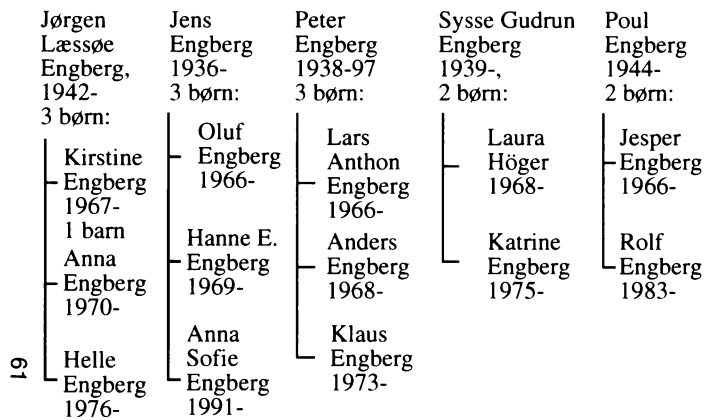 Jørgen
Læssøe
Engberg,
1942-
3 børn:
Kirstine
Engberg
1967-
1 barn
Anna
Engberg
1970-
Helle
Engberg
1976-
Jens
Engberg
1936-
3 børn:
Oluf
Engberg
1966-
Hanne E.
Engberg
1969-
Anna
Sofie
Engberg
1991-
Peter
Engberg
1938-97
3 børn:
Lars
Anthon
Engberg
1966-
Anders
Engberg
1968-
Klaus
Engberg
1973-
Sysse Gudrun
Engberg
1939-,
2 børn:
Laura
Höger
1968-
Katrine
Engberg
1975-
Poul
Engberg
1944-
2 børn:
Jesper
Engberg
1966-
Rolf
Engberg
1983-
61